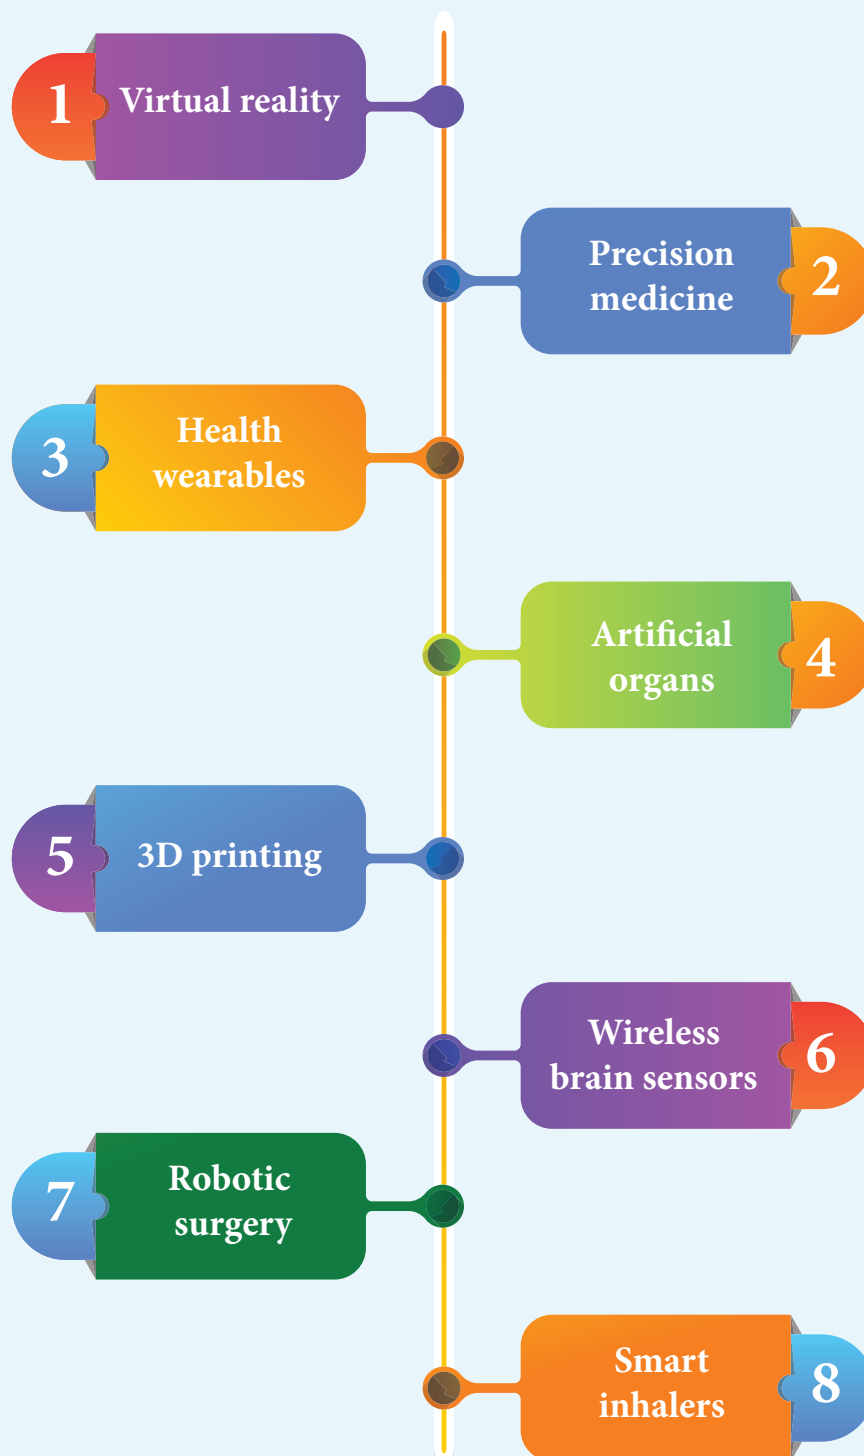 1
Virtual reality
Precision
medicine
2
3
Health
wearables
Artificial
organs
4
5
3D printing
Wireless
brain sensors
6
7
Robotic
surgery
Smart
inhalers
8